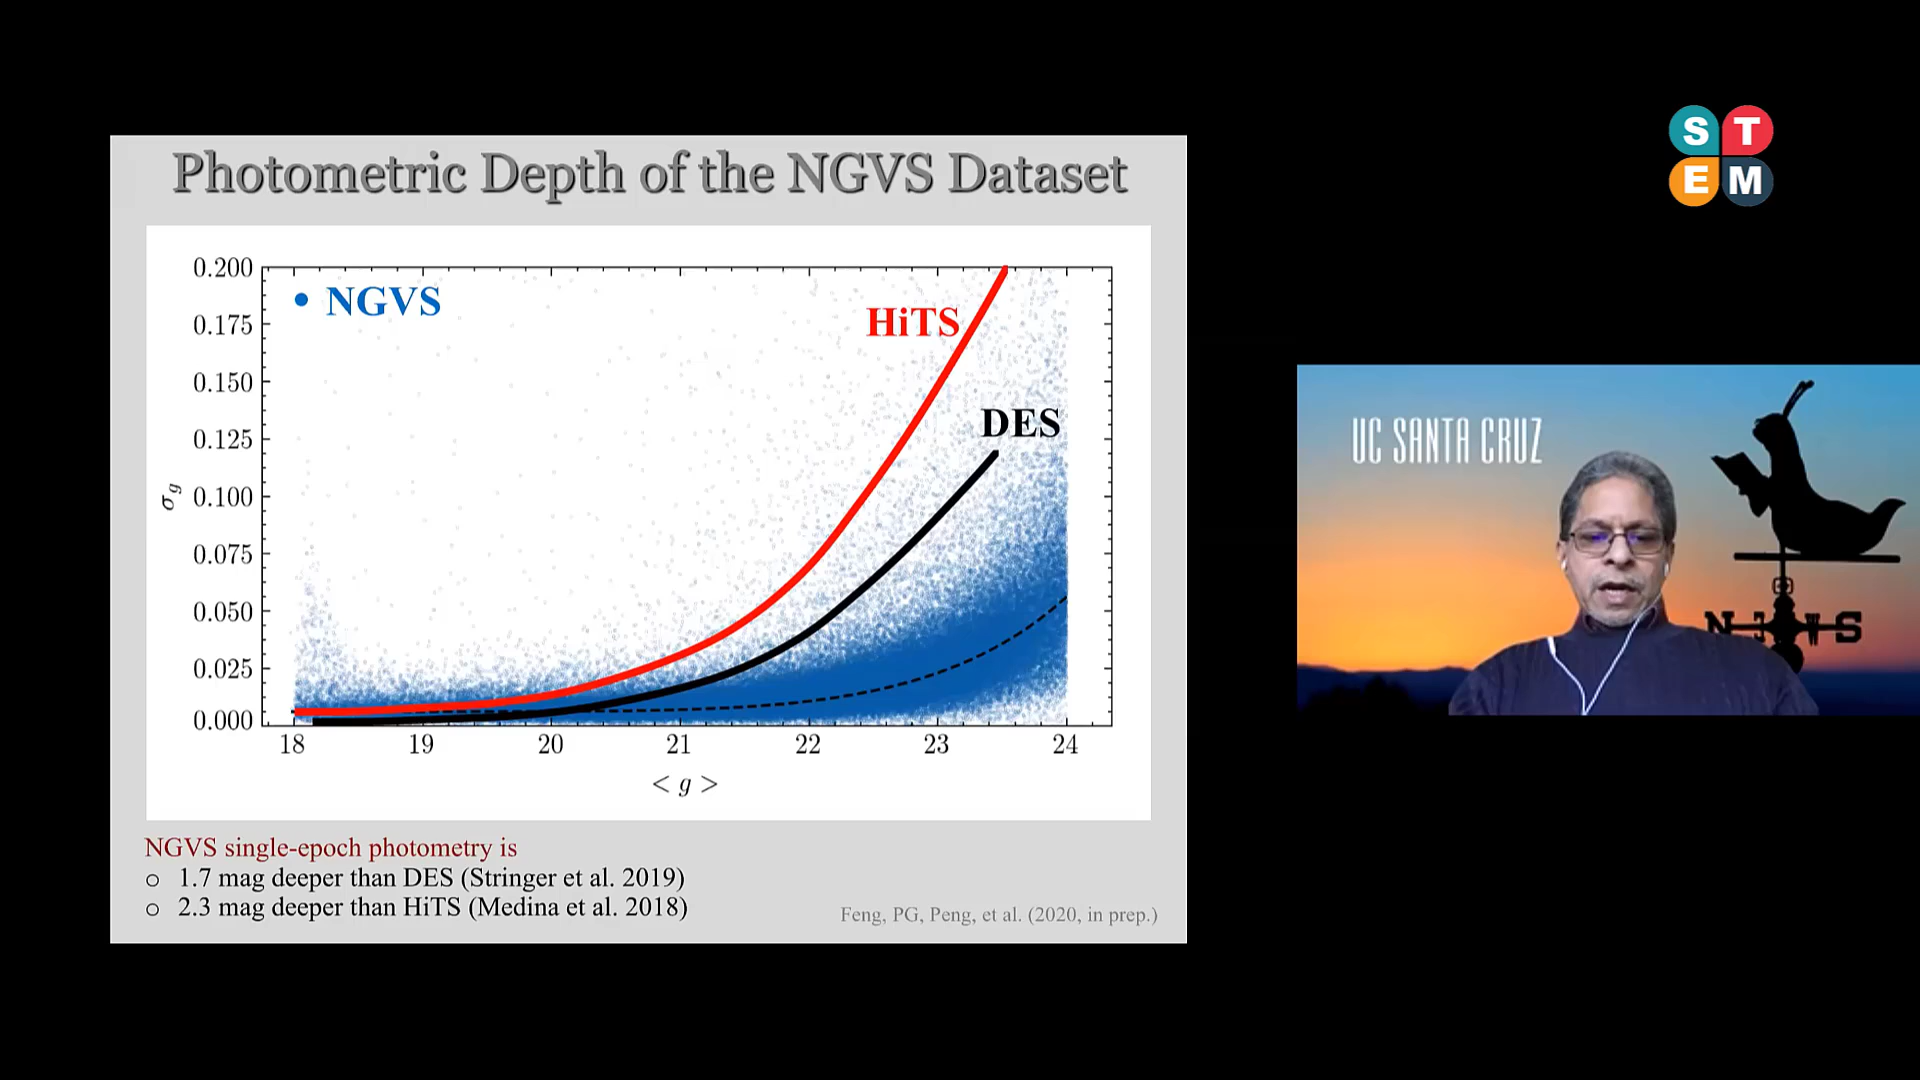 Photometric Depth of the NGVS Dataset
0.200
0.175
0.150
0.125
0.100
0.075
0.050
0.025
0.000
σg
NGVS
HiTS
DES
18 19 20 21 22 23 24
< g >
NGVS single-epoch photometry is
o 1.7 mag deeper than DES (Stringer et al. 2019)
o 2.3 mag deeper than HiTS (Medina et al. 2018)
Feng, PG, Peng, et al. (2020, in prep.)
S T
E M
UC SANTA CRUZ
N S